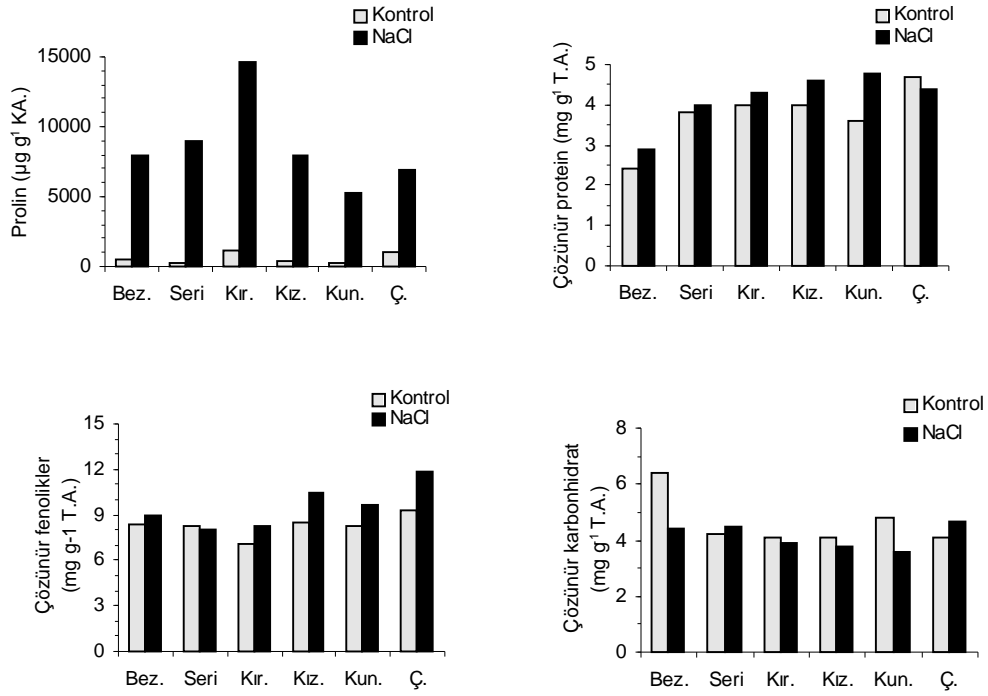 Kontrol
NaCl
Prolin (µg g¹ KA.)
15000
10000
5000
0
Bez. Seri Kır. Kız. Kun. Ç.
Kontrol
NaCl
Çözünür protein (mg g¹ T.A.)
5
4
3
2
1
0
Bez. Seri Kır. Kız. Kun. Ç.
Kontrol
NaCl
Çözünür fenolikler
(mg g-1 T.A.)
15
12
9
6
3
0
Bez. Seri Kır. Kız. Kun. Ç.
Kontrol
NaCl
Çözünür karbonhidrat
(mg g¹ T.A.)
8
6
4
2
0
Bez. Seri Kır. Kız. Kun. Ç.